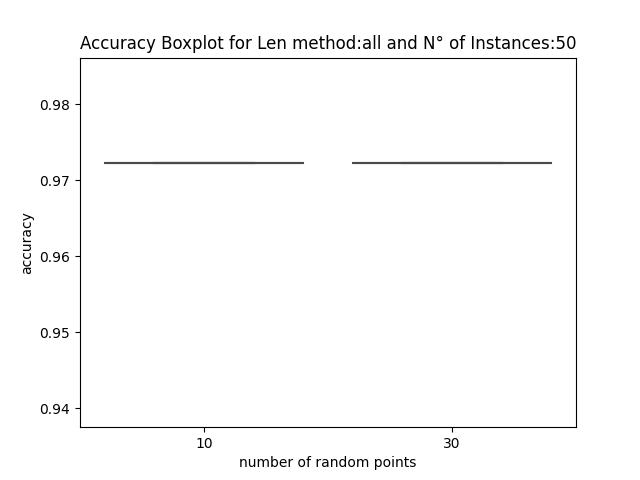 Accuracy Boxplot for Len method:all and N° of Instances:50
0.98
0.97
0.96
0.95
0.94
accuracy
10 30
number of random points